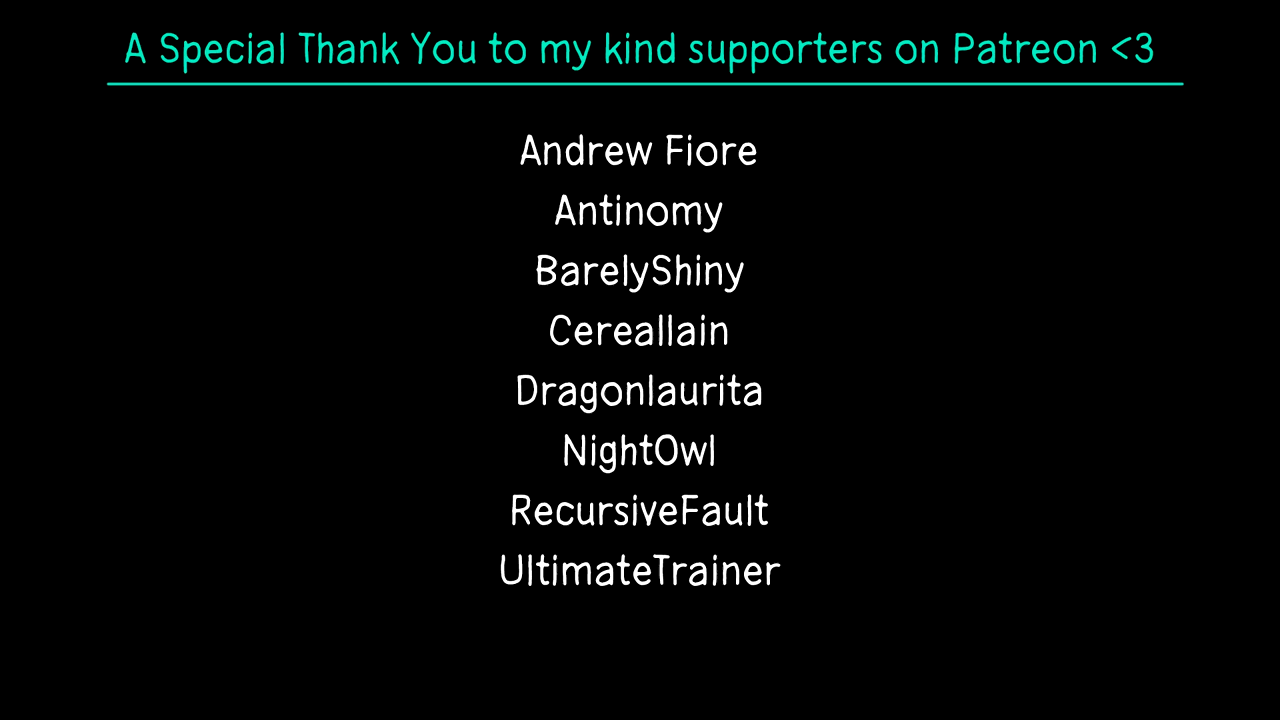 A Special Thank You to my kind supporters on Patreon <3
Andrew Fiore
Antinomy
BarelyShiny
Cereallain
Dragonlaurita
NightOwl
RecursiveFault
UltimateTrainer